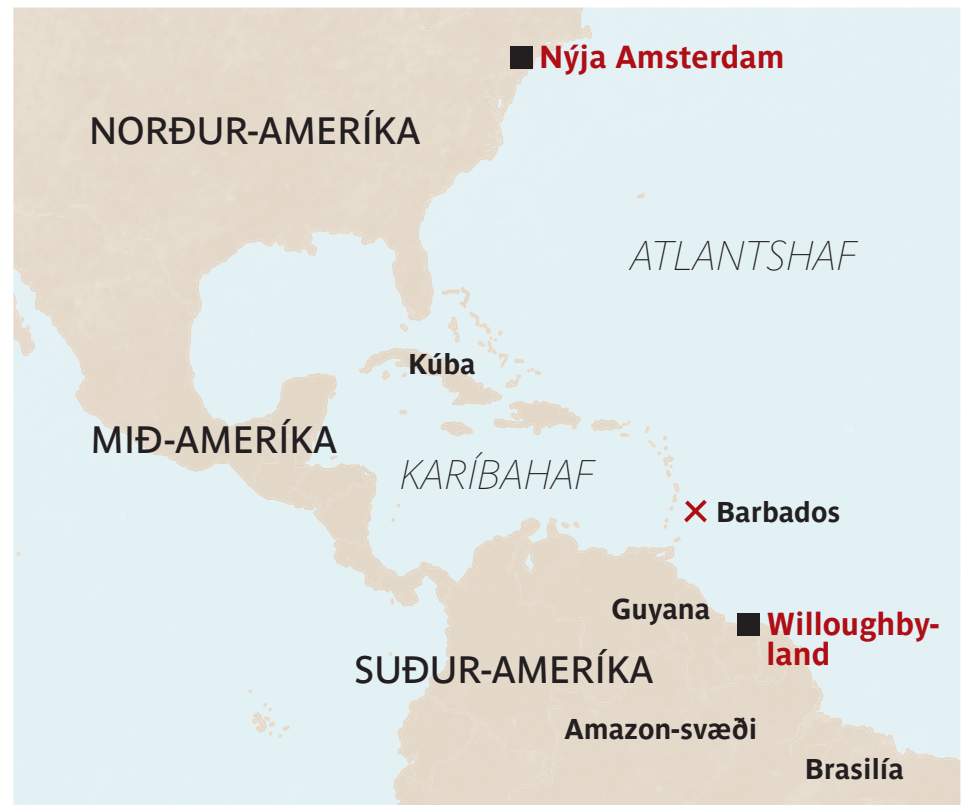 Nýja Amsterdam
NORÐUR-AMERÍKA
ATLANTSHAF
Kúba
MIÐ-AMERÍKA
KARÍBAHAF
Barbados
Guyana
Willoughby-
land
SUÐUR-AMERÍKA
Amazon-svæði
Brasilía